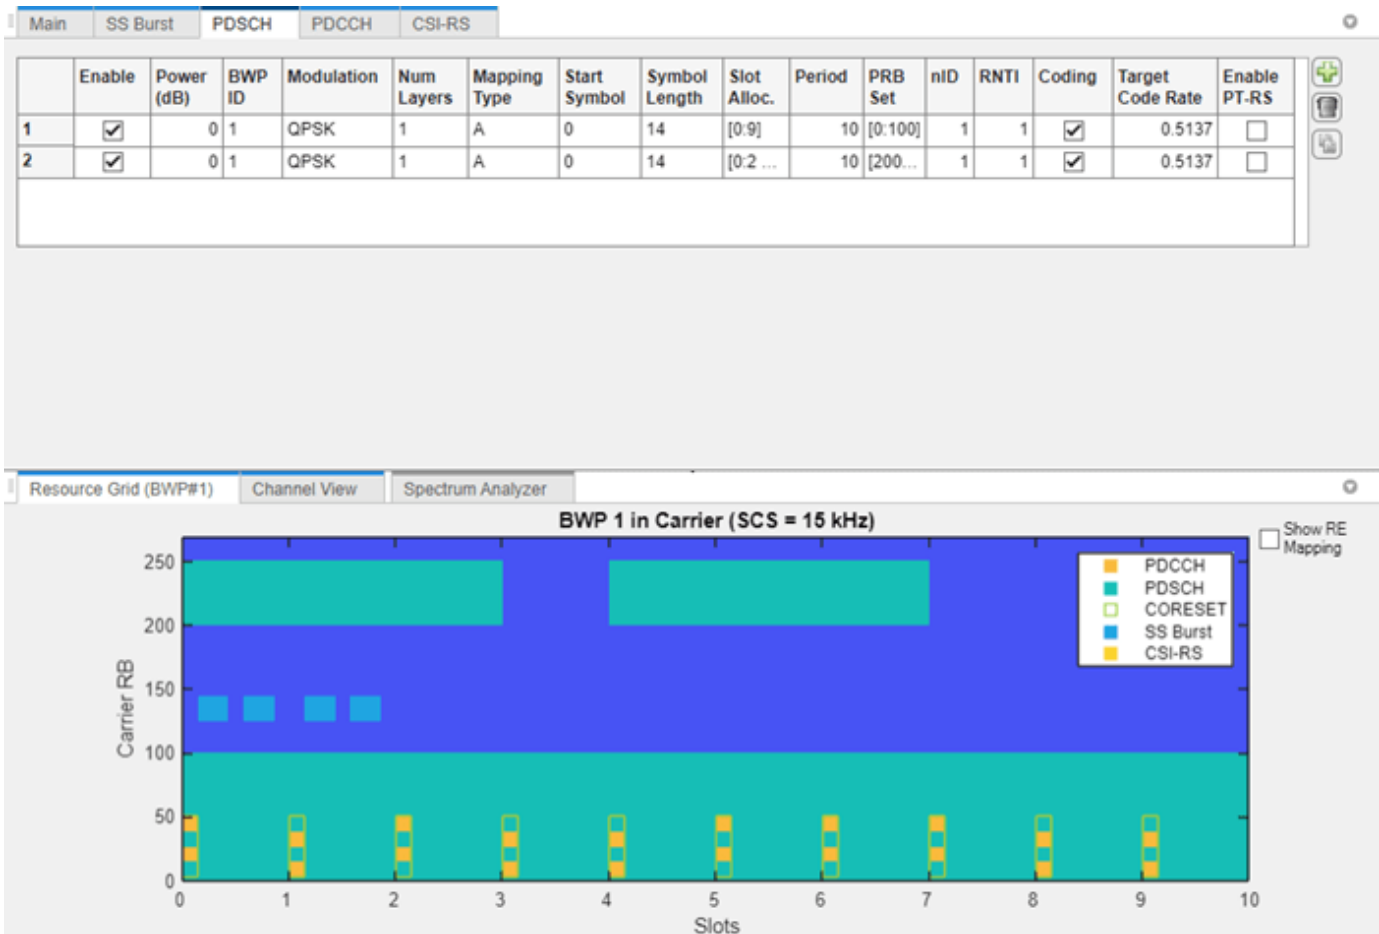 Main SS Burst PDSCH PDCCH CSI-RS
Enable Power (dB) BWP ID Modulation Num Layers Mapping Type Start Symbol Symbol Length Slot Alloc. Period PRB Set nID RNTI Coding Target Code Rate Enable PT-RS
1 0 1 QPSK 1 A 0 14 [0:9] 10 [0:100] 1 1 0.5137
2 0 1 QPSK 1 A 0 14 [0:2 ... 10 [200... 1 1 0.5137
Resource Grid (BWP#1) Channel View Spectrum Analyzer
BWP 1 in Carrier (SCS = 15 kHz)
Show RE
Mapping
PDCCH
PDSCH
CORESET
SS Burst
CSI-RS
Carrier RB
250
200
150
100
50
0
0 1 2 3 4 5 6 7 8 9 10
Slots